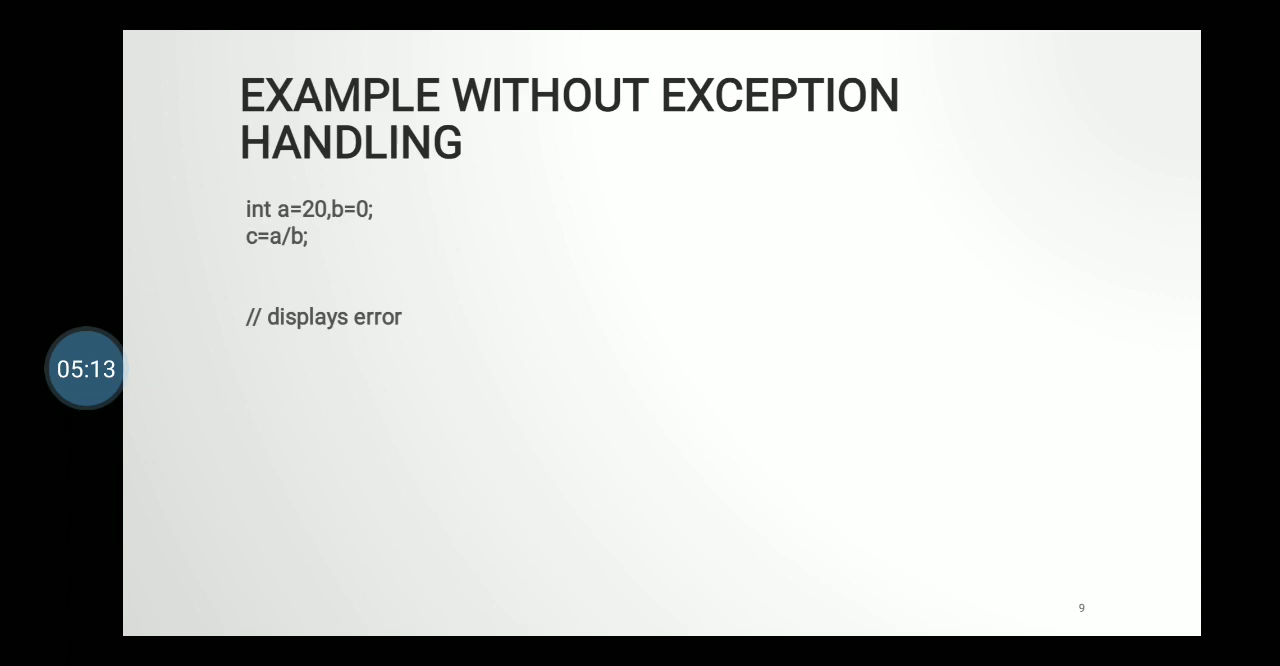 EXAMPLE WITHOUT EXCEPTION
HANDLING
int a=20,b=0;
c=a/b;
// displays error
05:13
9